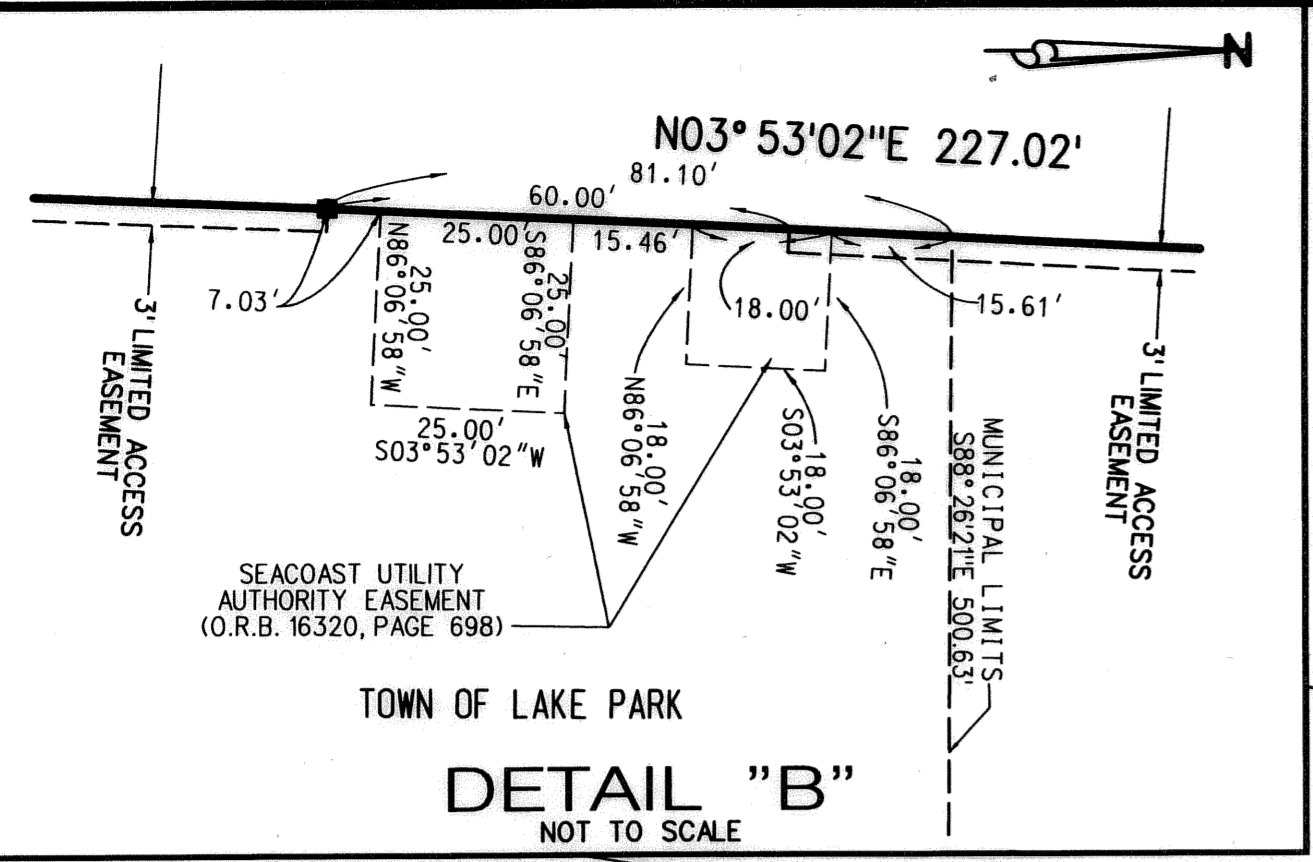 N
N03°53'02"E 227.02'
81.10'
60.00'
25.00'
15.46'
7.03'
18.00'
15.61'
25.00'
N86°06'58"W
25.00'
S86°06'58"E
25.00'
S03°53'02"W
18.00'
N86°06'58"W
18.00'
S03°53'02"W
18.00'
S86°06'58"E
MUNICIPAL LIMITS
S88°26'21"E 500.63'
3' LIMITED ACCESS
EASEMENT
3' LIMITED ACCESS
EASEMENT
SEACOAST UTILITY
AUTHORITY EASEMENT
(O.R.B. 16320, PAGE 698)
TOWN OF LAKE PARK
DETAIL "B"
NOT TO SCALE